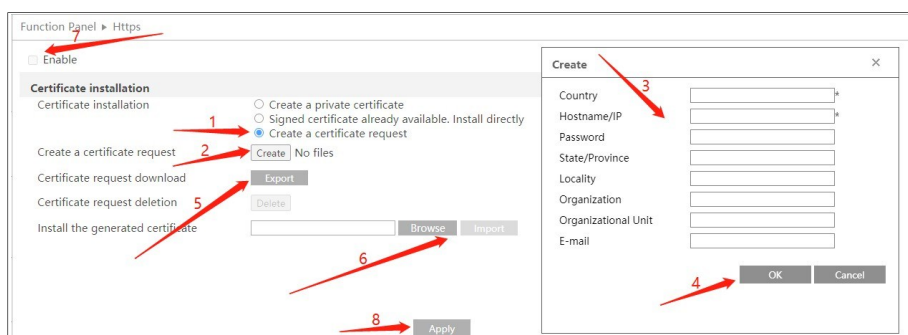 Function Panel ▸ Https
7
Enable
Certificate installation
Certificate installation
Create a private certificate
Signed certificate already available. Install directly
1
Create a certificate request
Create a certificate request
2
Create No files
Certificate request download
Export
Certificate request deletion
5
Delete
Install the generated certificate
Browse
Import
6
8
Apply
Create
×
3
Country
*
Hostname/IP
*
Password
State/Province
Locality
Organization
Organizational Unit
E-mail
4
OK
Cancel